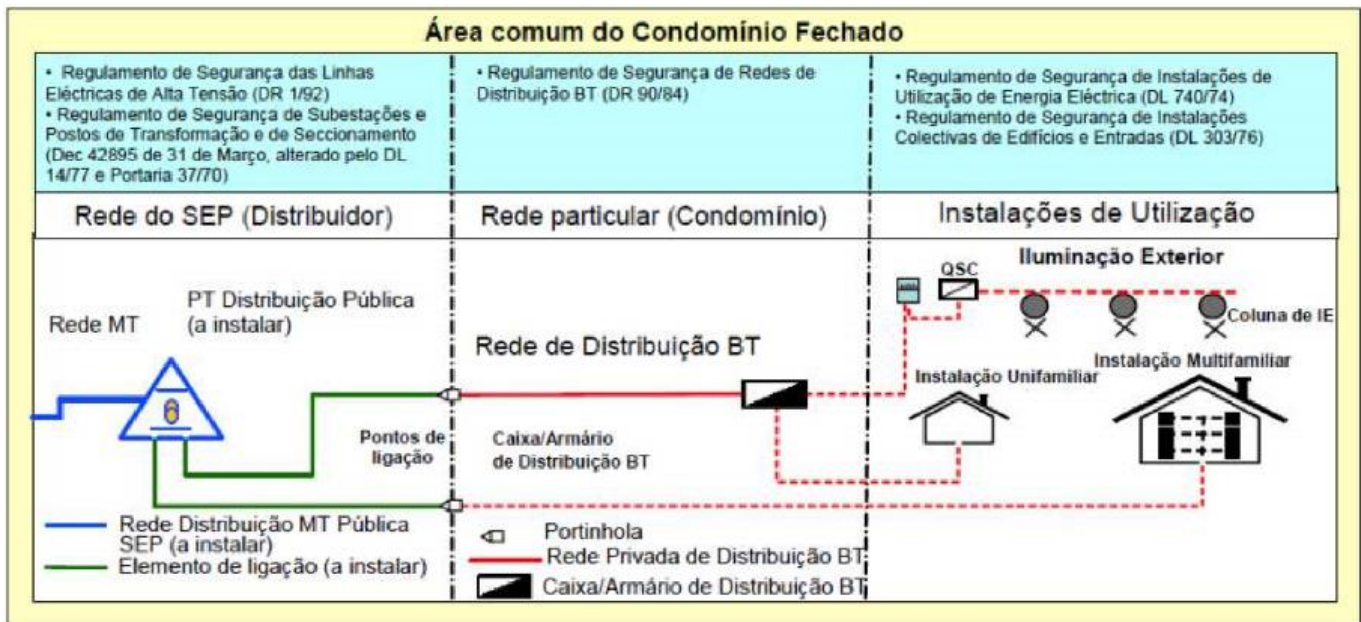 Área comum do Condomínio Fechado
• Regulamento de Segurança das Linhas
Eléctricas de Alta Tensão (DR 1/92)
• Regulamento de Segurança de Subestações e
Postos de Transformação e de Seccionamento
(Dec 42895 de 31 de Março, alterado pelo DL
14/77 e Portaria 37/70)
• Regulamento de Segurança de Redes de
Distribuição BT (DR 90/84)
• Regulamento de Segurança de Instalações de
Utilização de Energia Eléctrica (DL 740/74)
• Regulamento de Segurança de Instalações
Colectivas de Edifícios e Entradas (DL 303/76)
Rede do SEP (Distribuidor)
Rede particular (Condomínio)
Instalações de Utilização
PT Distribuição Pública
(a instalar)
Rede MT
Pontos de
ligação
Rede Distribuição MT Pública
SEP (a instalar)
Elemento de ligação (a instalar)
Rede de Distribuição BT
Caixa/Armário
de Distribuição BT
Portinhola
Rede Privada de Distribuição BT
Caixa/Armário de Distribuição BT
QSC
Iluminação Exterior
Coluna de IE
Instalação Unifamiliar
Instalação Multifamiliar